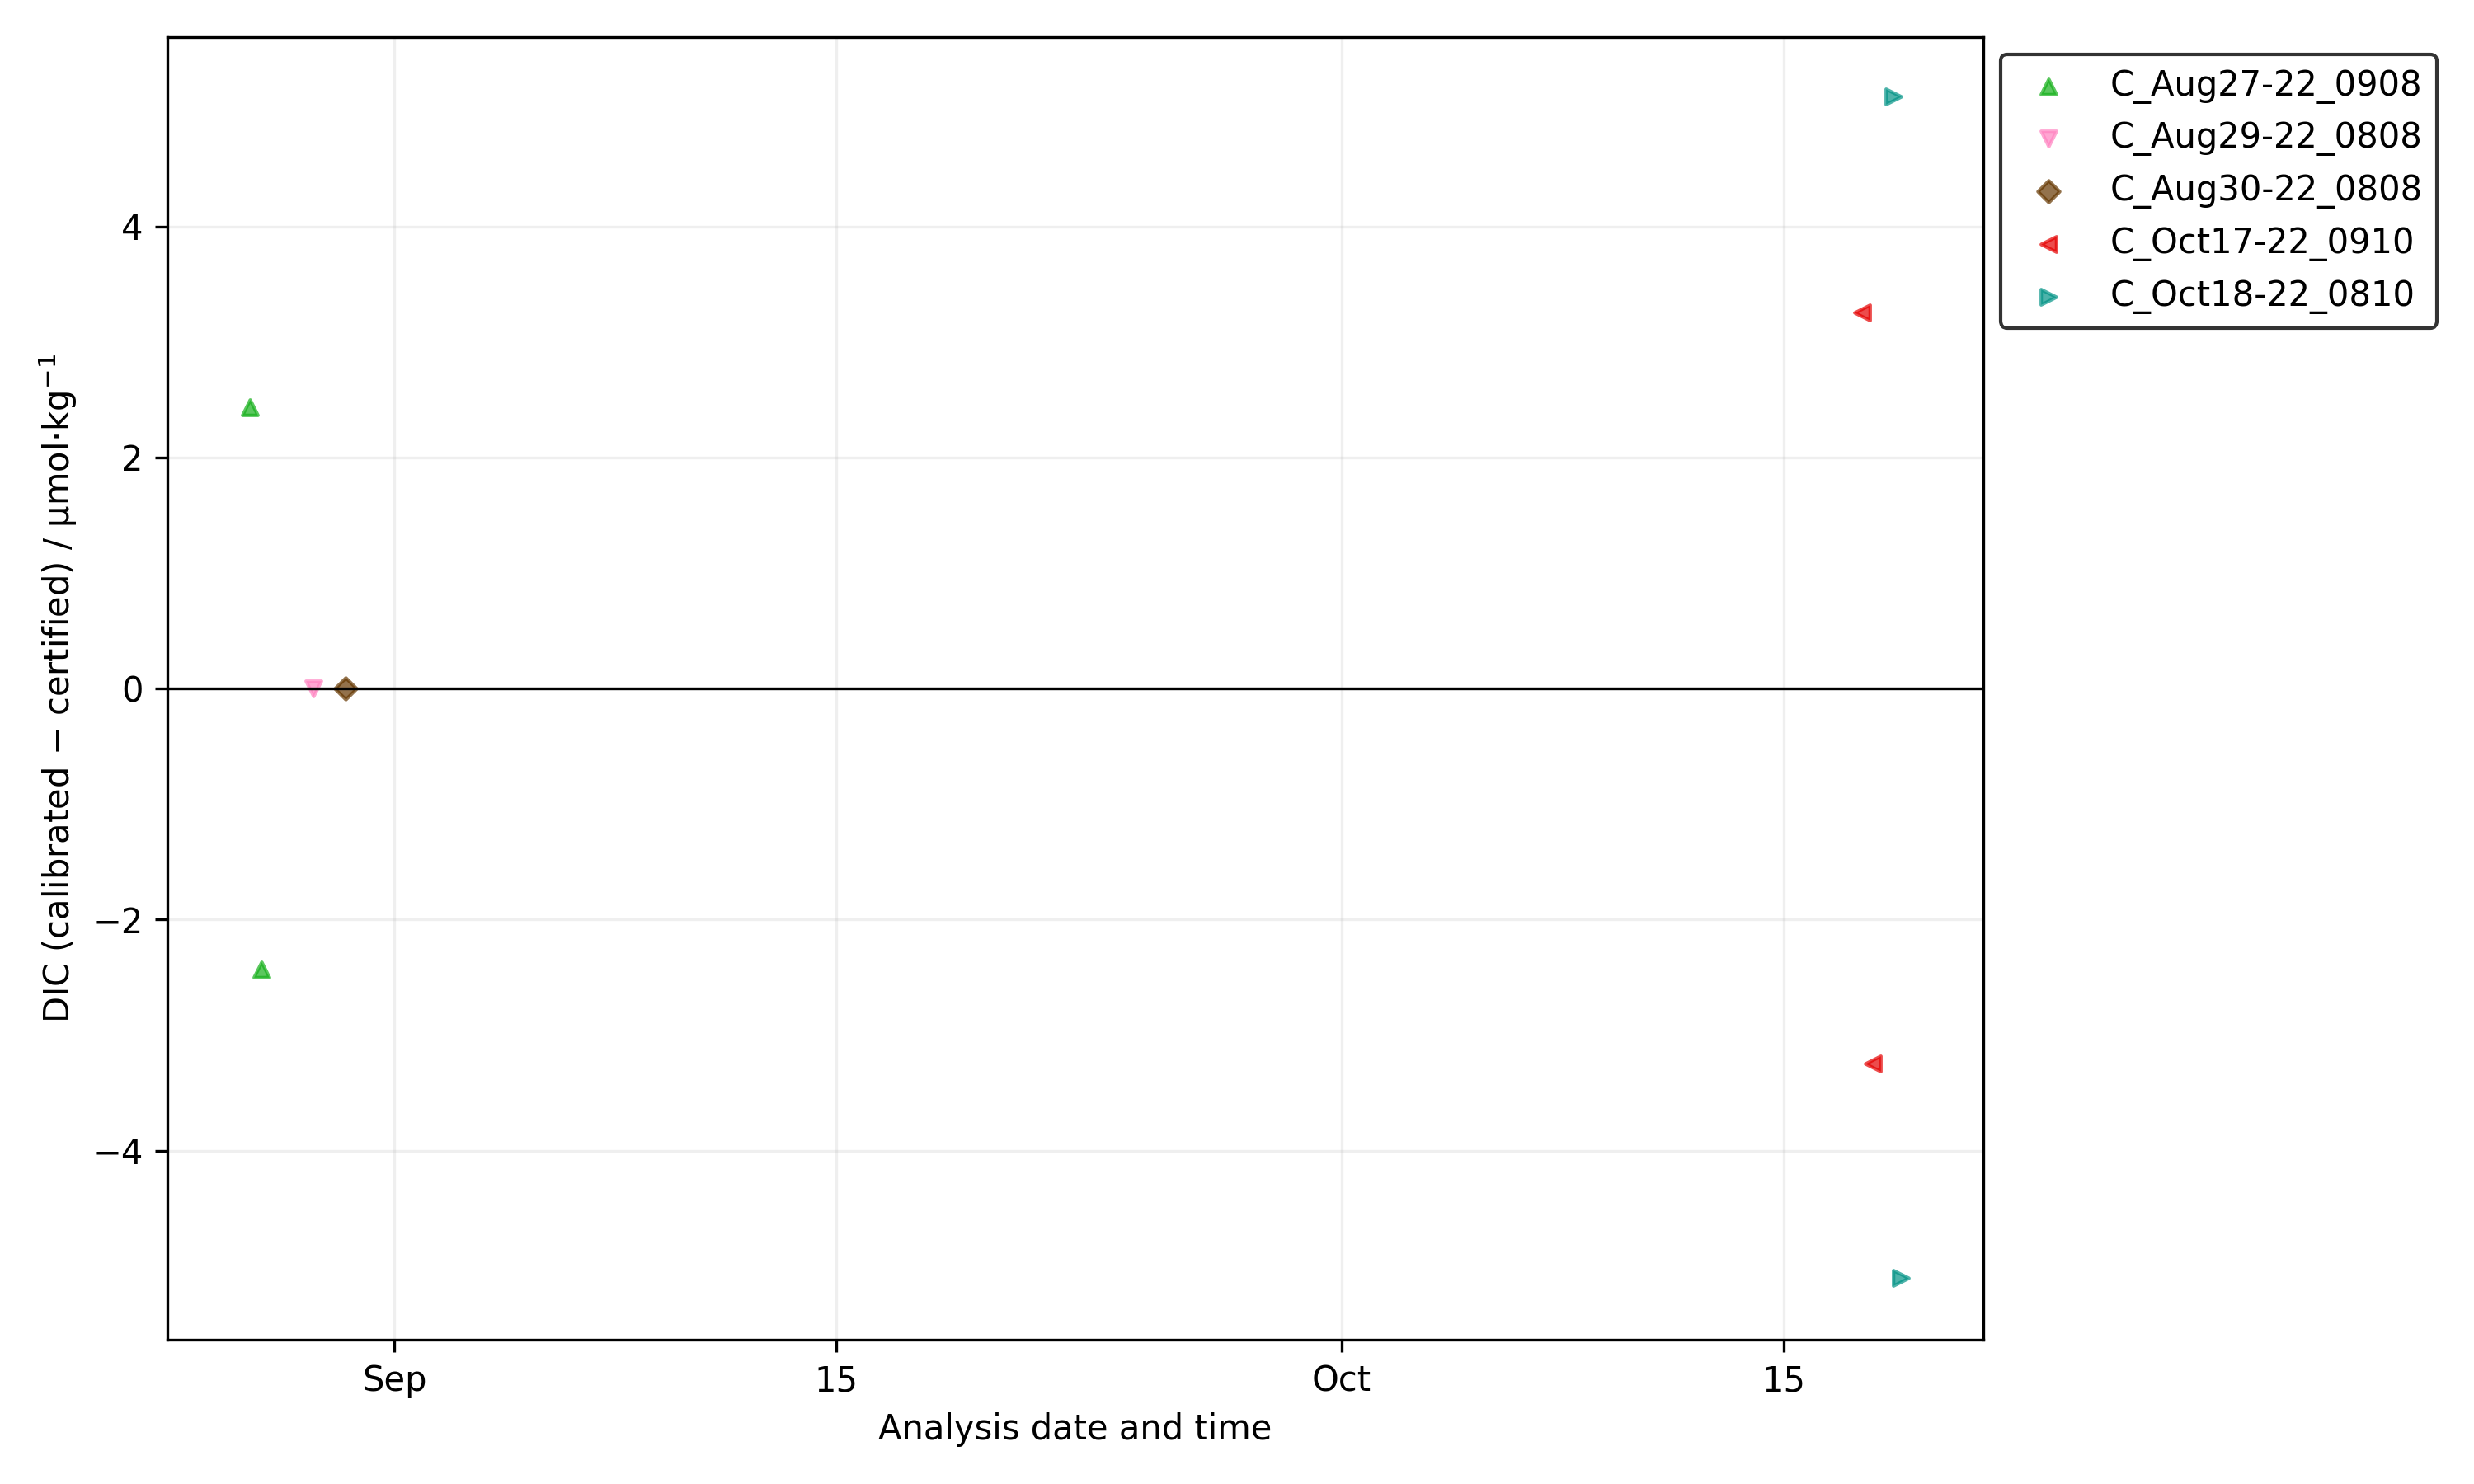 C_Aug27-22_0908
C_Aug29-22_0808
C_Aug30-22_0808
C_Oct17-22_0910
C_Oct18-22_0810
4
2
0
−2
−4
DIC (calibrated − certified) / µmol·kg⁻¹
Sep
15
Oct
15
Analysis date and time